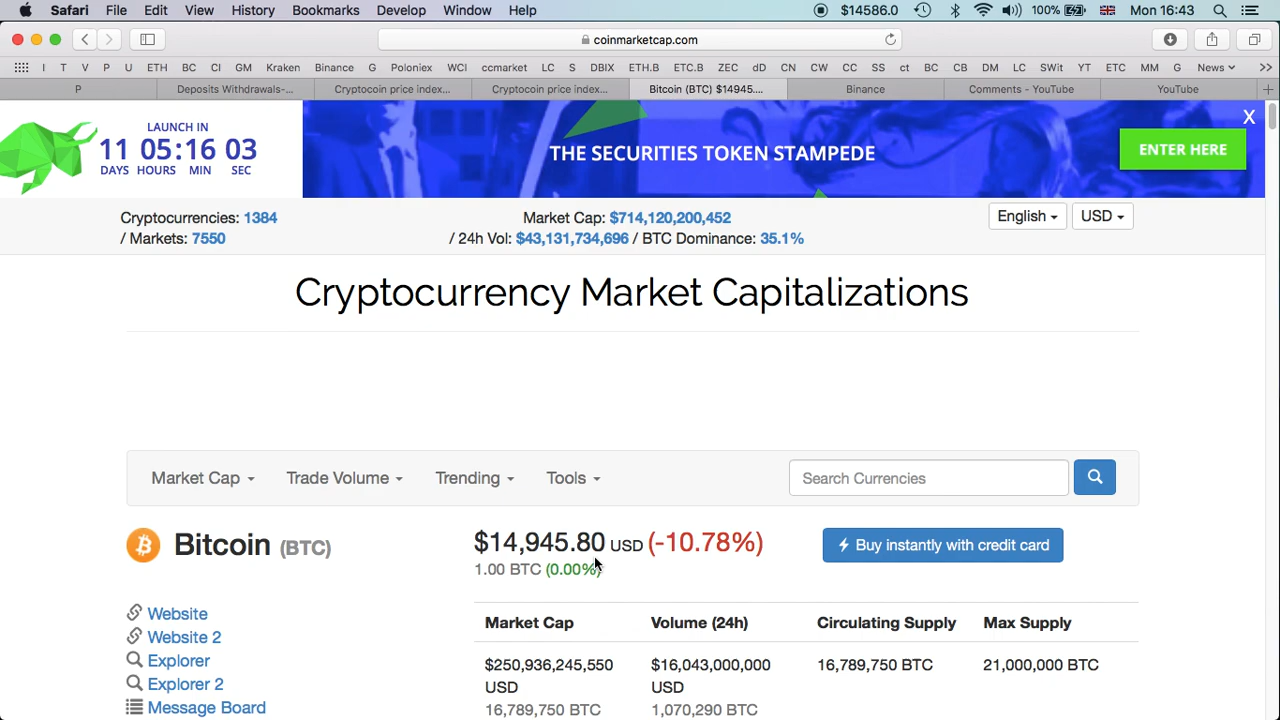 Safari File Edit View History Bookmarks Develop Window Help $14586.0 100% Mon 16:43
coinmarketcap.com
I T V P U ETH BC CI GM Kraken Binance G Poloniex WCI ccmarket LC S DBIX ETH.B ETC.B ZEC dD CN CW CC SS ct BC CB DM LC SWit YT ETC MM G News >>
P Deposits Withdrawals-... Cryptocoin price index... Cryptocoin price index... Bitcoin (BTC) $14945.... Binance Comments - YouTube YouTube +
LAUNCH IN
11 05:16 03
DAYS HOURS MIN SEC
THE SECURITIES TOKEN STAMPEDE
ENTER HERE
X
Cryptocurrencies: 1384 Market Cap: $714,120,200,452 English USD
/ Markets: 7550 / 24h Vol: $43,131,734,696 / BTC Dominance: 35.1%
Cryptocurrency Market Capitalizations
Market Cap Trade Volume Trending Tools Search Currencies
Bitcoin (BTC) $14,945.80 USD (-10.78%) Buy instantly with credit card
1.00 BTC (0.00%)
Website
Website 2
Explorer
Explorer 2
Message Board
Market Cap Volume (24h) Circulating Supply Max Supply
$250,936,245,550 $16,043,000,000 16,789,750 BTC 21,000,000 BTC
USD USD
16,789,750 BTC 1,070,290 BTC